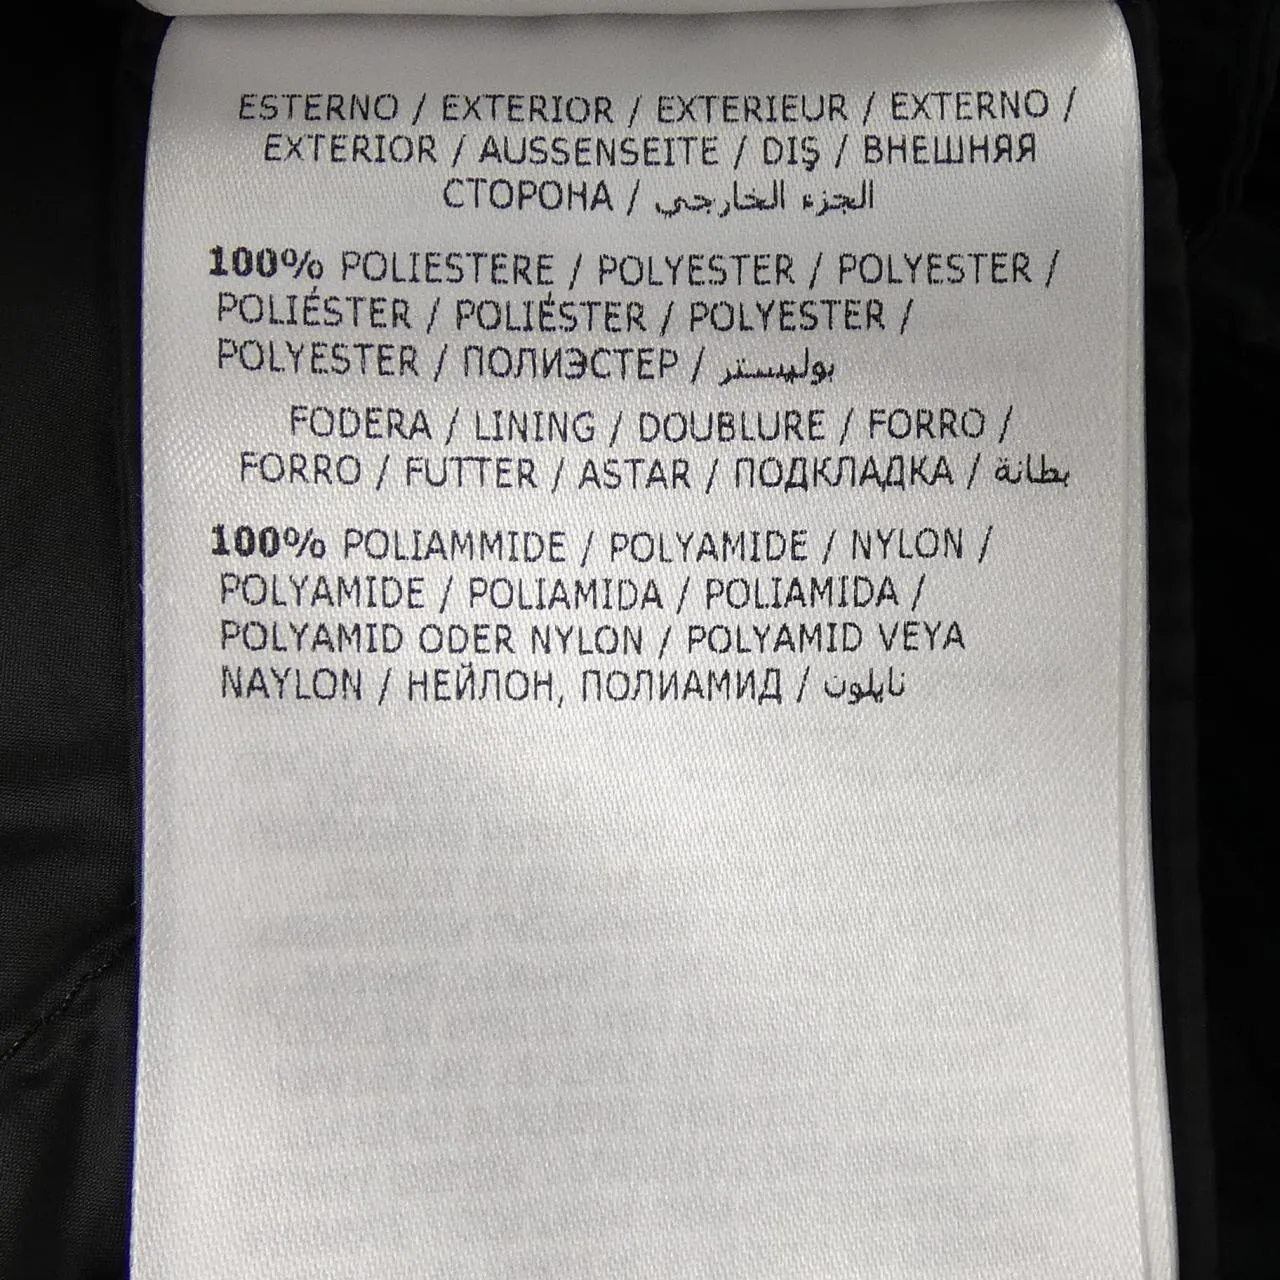 ESTERNO / EXTERIOR / EXTERIEUR / EXTERNO /
EXTERIOR / AUSSENSEITE / DIŞ / ВНЕШНЯЯ
СТОРОНА / الجزء الخارجي
100% POLIESTERE / POLYESTER / POLYESTER /
POLIÉSTER / POLIÉSTER / POLYESTER /
POLYESTER / ПОЛИЭСТЕР / بوليستر
FODERA / LINING / DOUBLURE / FORRO /
FORRO / FUTTER / ASTAR / ПОДКЛАДКА / بطانة
100% POLIAMMIDE / POLYAMIDE / NYLON /
POLYAMIDE / POLIAMIDA / POLIAMIDA /
POLYAMID ODER NYLON / POLYAMID VEYA
NAYLON / НЕЙЛОН, ПОЛИАМИД / نايلون